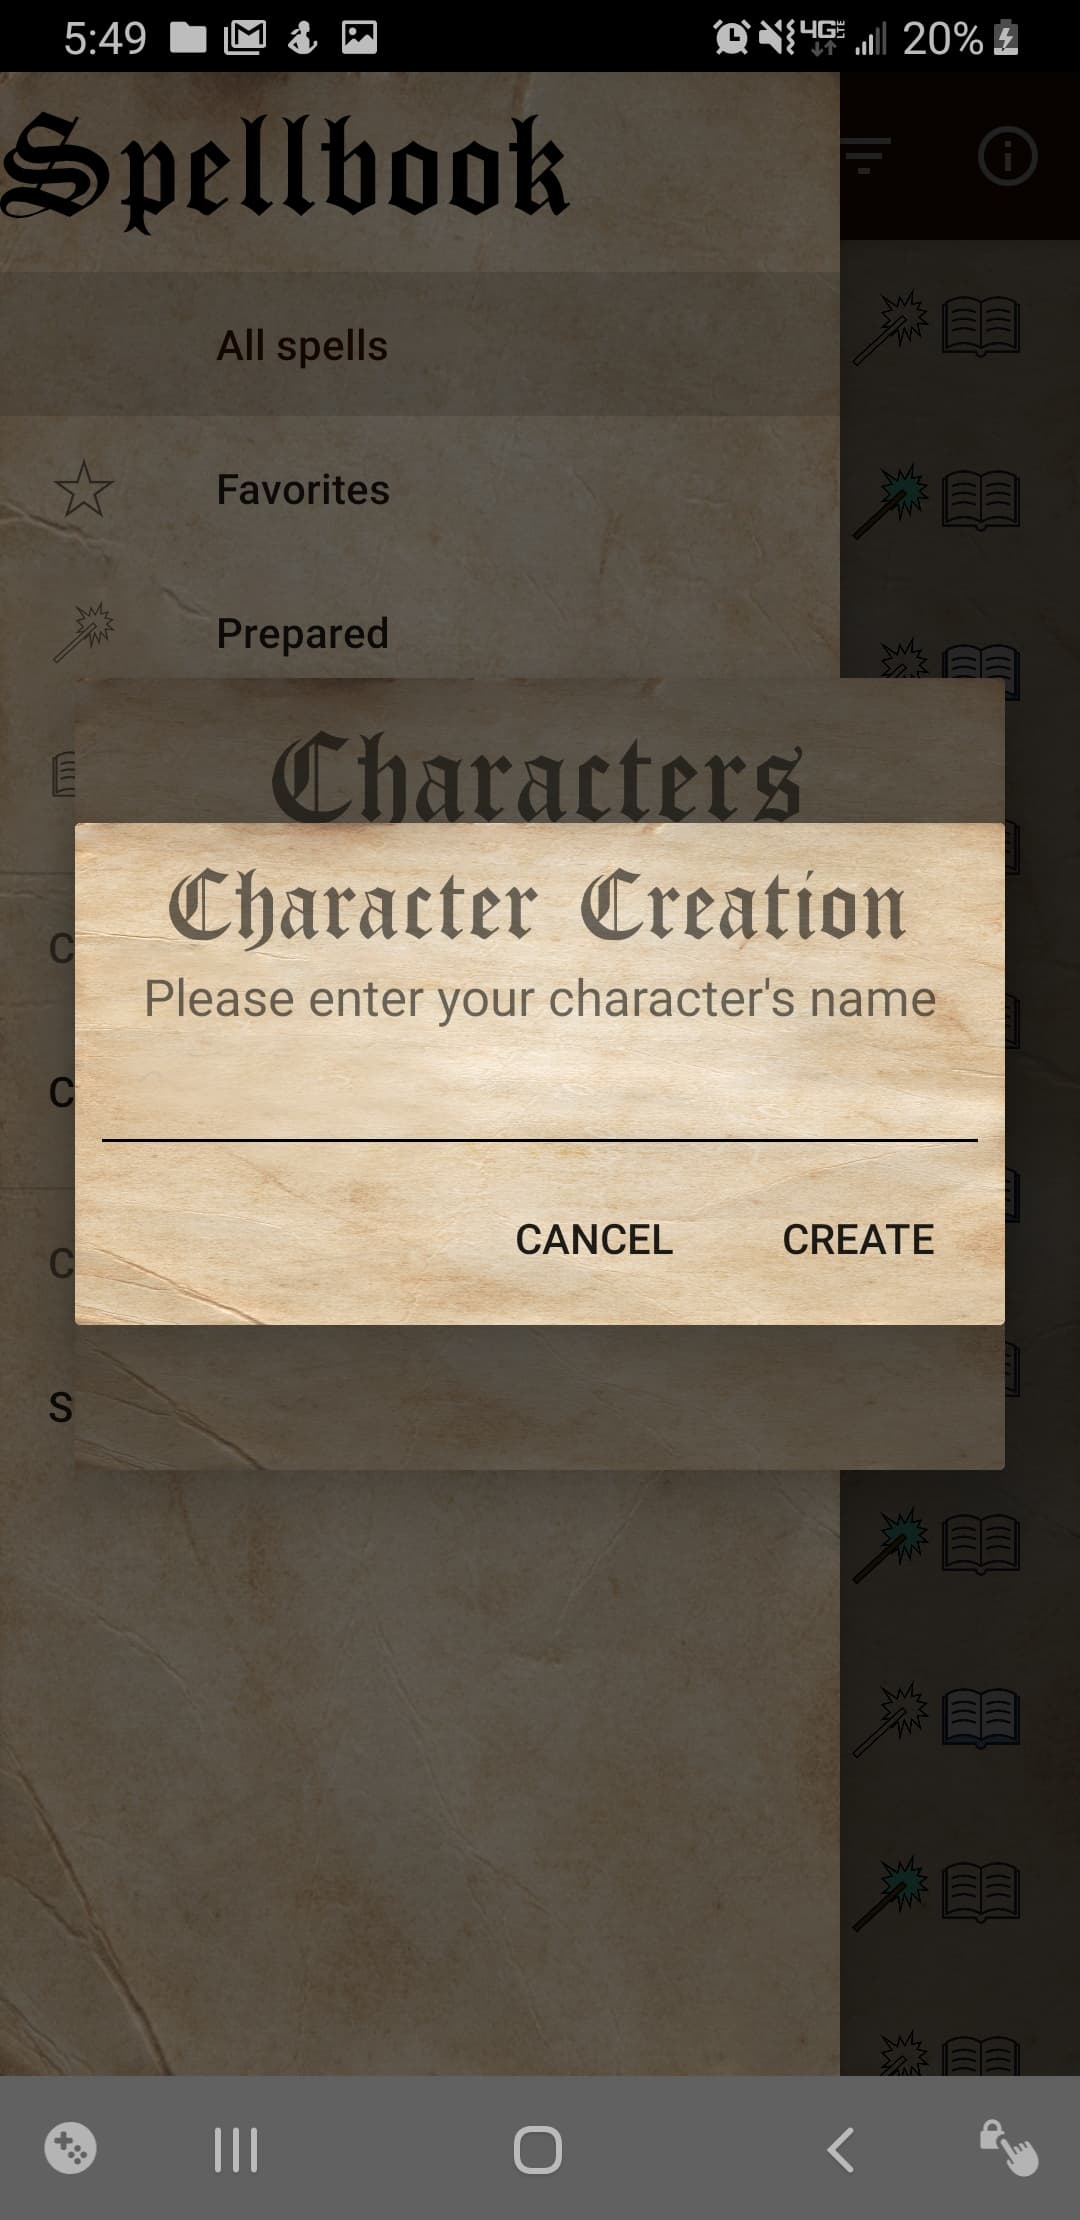 5:49 4G LTE 20%
Spellbook
All spells
Favorites
Prepared
Characters
Character Creation
Please enter your character's name
C
C
CANCEL CREATE
C
S